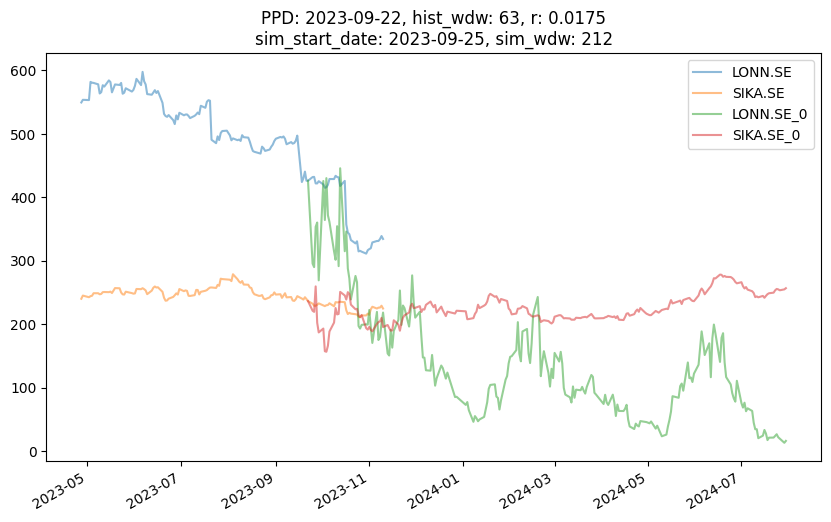 PPD: 2023-09-22, hist_wdw: 63, r: 0.0175
sim_start_date: 2023-09-25, sim_wdw: 212
LONN.SE
SIKA.SE
LONN.SE_0
SIKA.SE_0
600
500
400
300
200
100
0
2023-05
2023-07
2023-09
2023-11
2024-01
2024-03
2024-05
2024-07